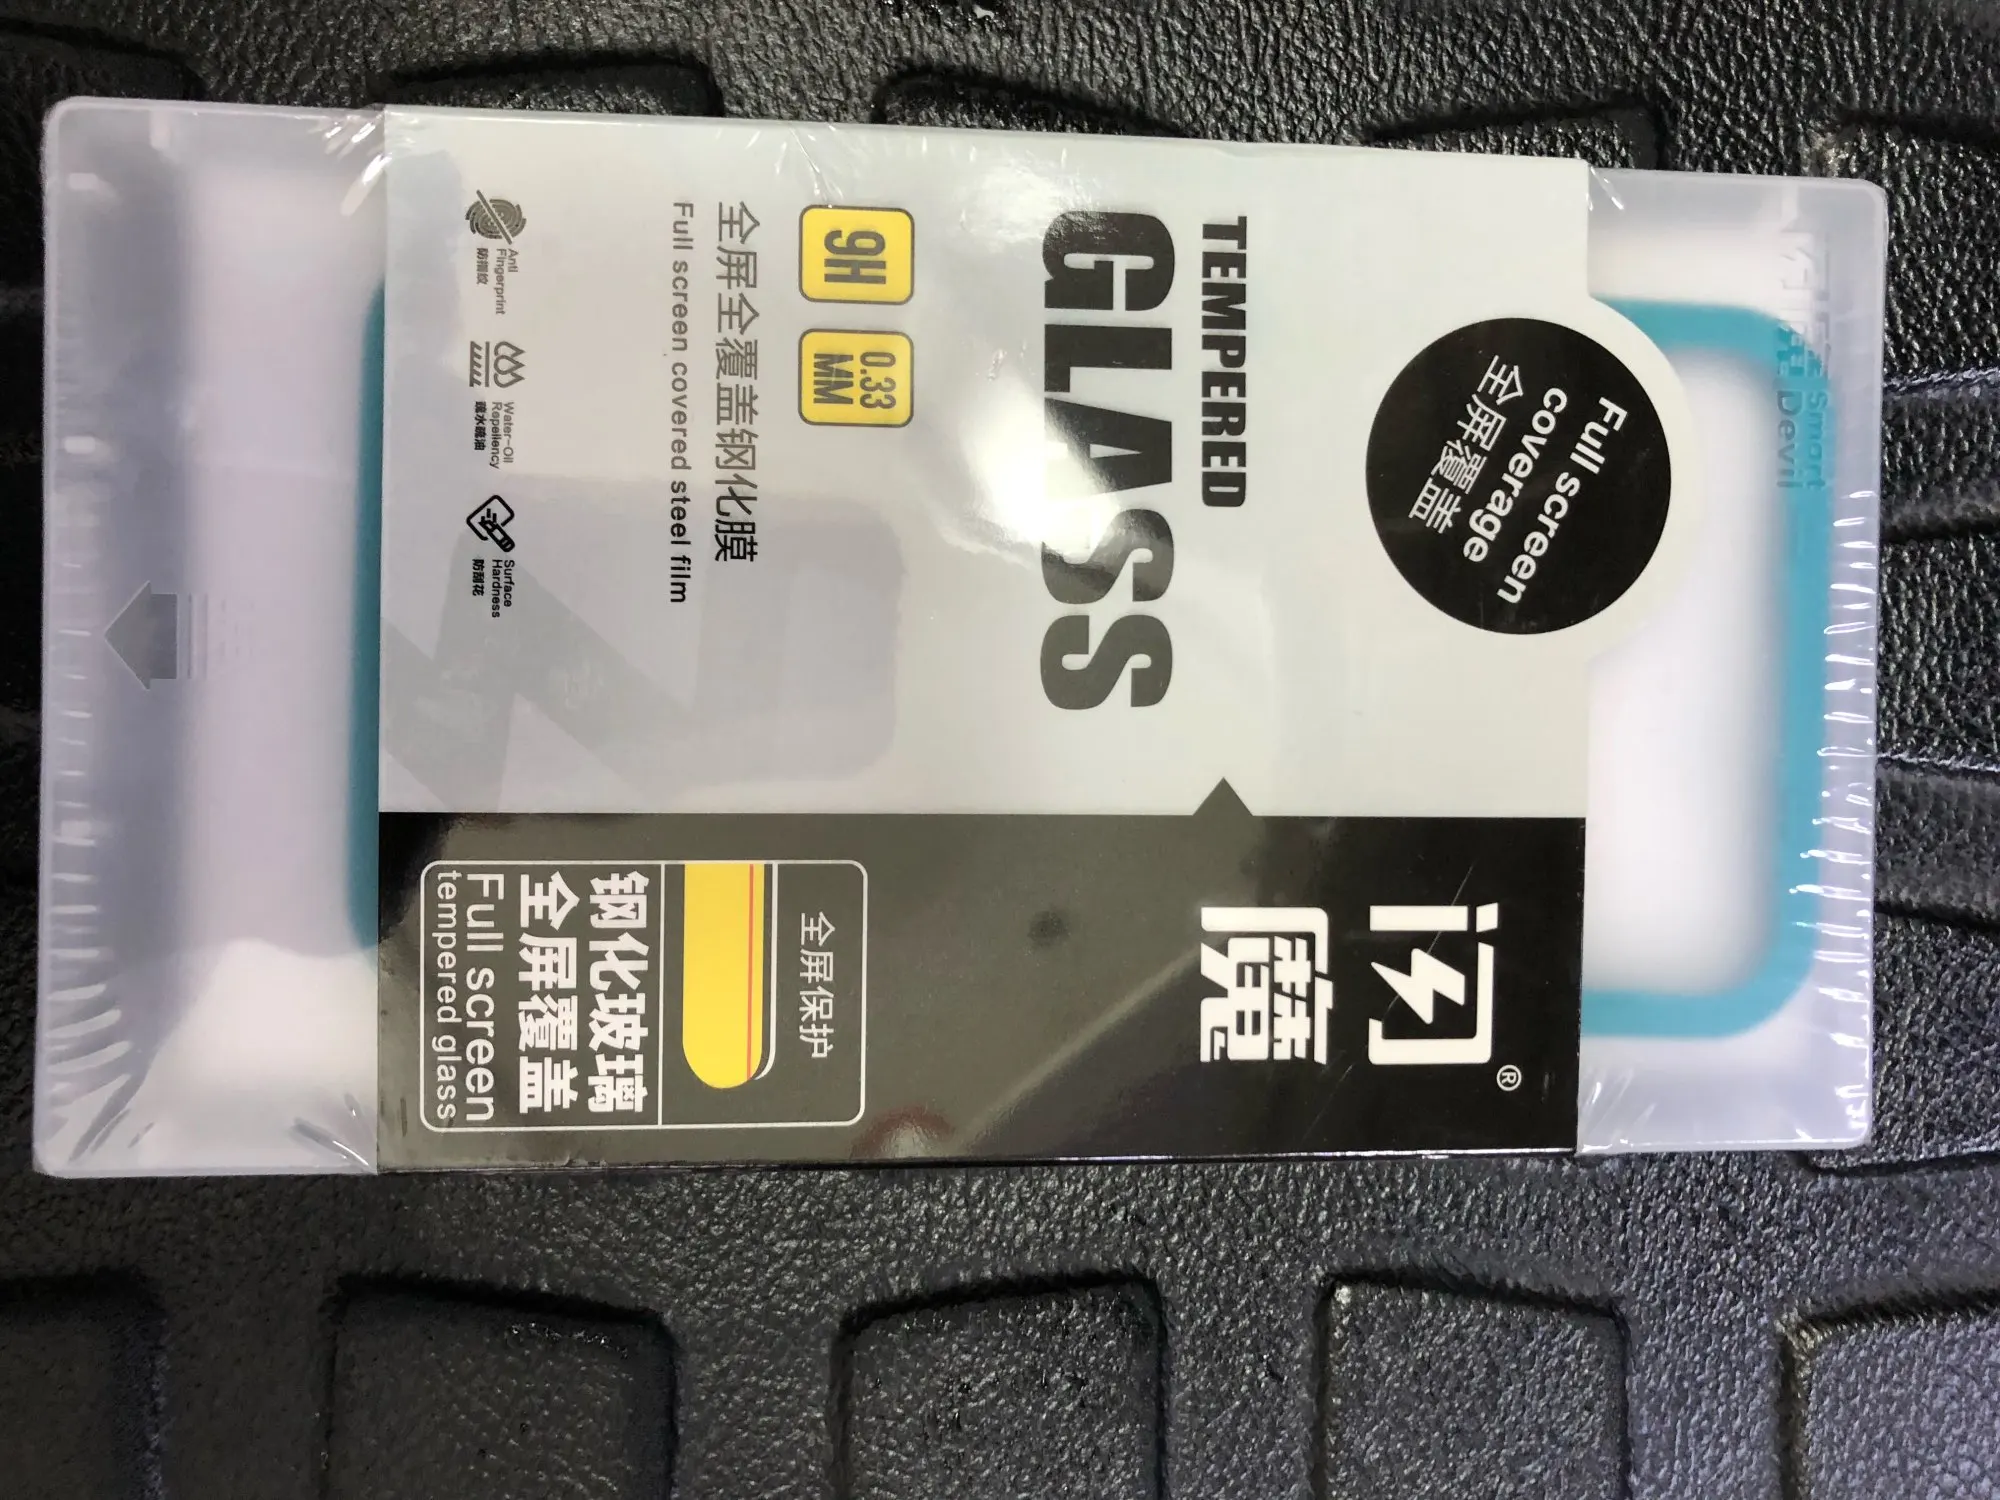 Smart
Devil
Full screen
coverage
全屏覆盖
TEMPERED
GLASS
9H
0.33
MM
全屏全覆盖钢化膜
Full screen covered steel film
Anti
Fingerprint
防指纹
Water-Oil
Repellency
疏水疏油
Surface
Hardness
防刮花
闪®
魔
全屏保护
钢化玻璃
全屏覆盖
Full screen
tempered glass